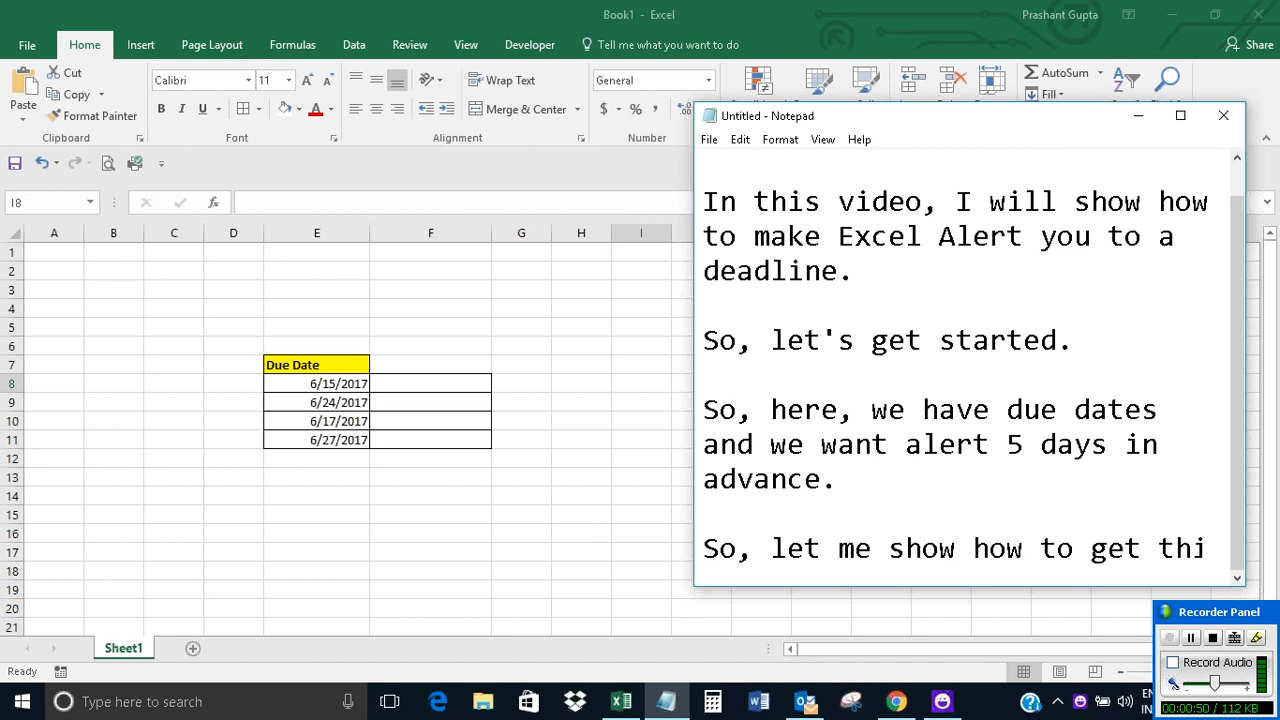 Book1 - Excel
Prashant Gupta
File
Home
Insert
Page Layout
Formulas
Data
Review
View
Developer
Tell me what you want to do
Share
Paste
Cut
Copy
Format Painter
Clipboard
Calibri
11
B I U
Font
Wrap Text
Merge & Center
Alignment
General
$ % ,
Number
AutoSum
Fill
I8
fx
A B C D E F G H I
1
2
3
4
5
6
7 Due Date
8 6/15/2017
9 6/24/2017
10 6/17/2017
11 6/27/2017
12
13
14
15
16
17
18
19
20
21
Sheet1
Ready
Untitled - Notepad
File Edit Format View Help
In this video, I will show how
to make Excel Alert you to a
deadline.
So, let's get started.
So, here, we have due dates
and we want alert 5 days in
advance.
So, let me show how to get thi
Recorder Panel
Record Audio
00:00:50 / 112 KB
Type here to search